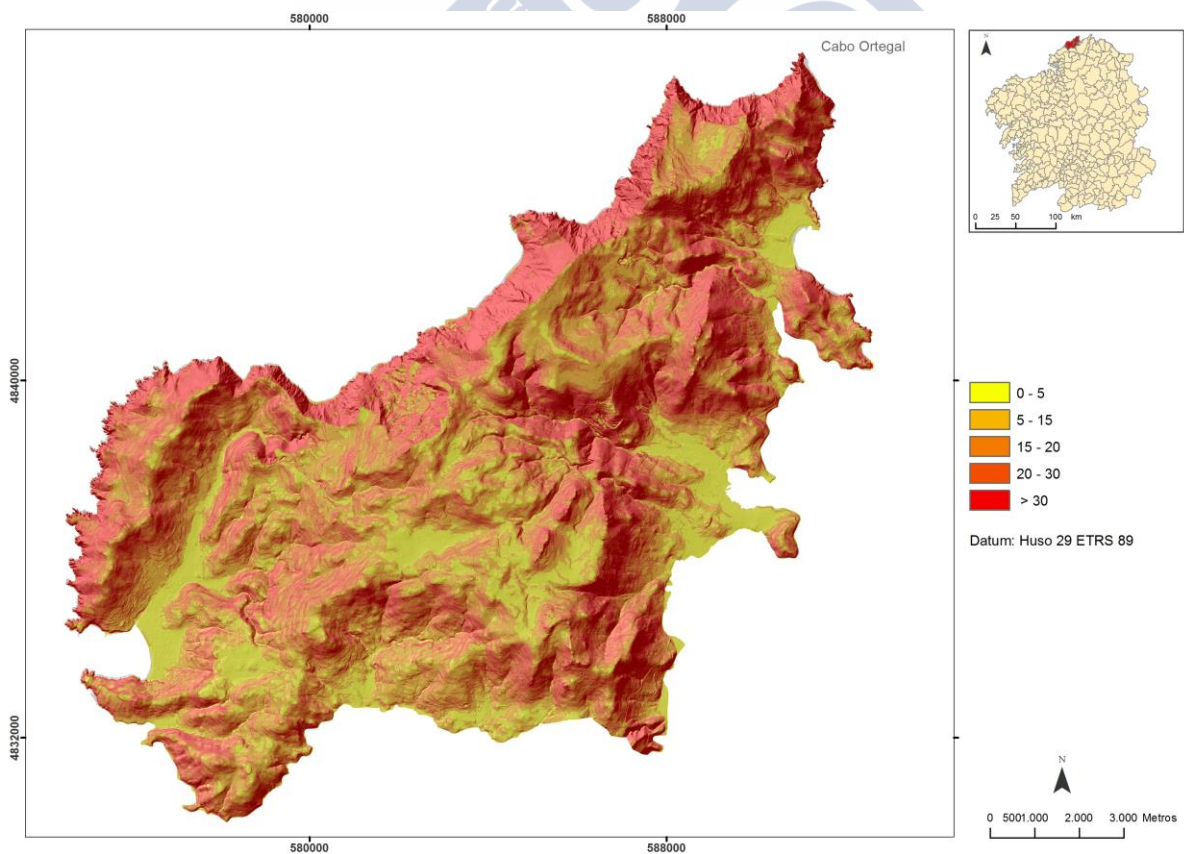 580000
588000
Cabo Ortegal
N
0 25 50 100 km
4840000
0 - 5
5 - 15
15 - 20
20 - 30
> 30
Datum: Huso 29 ETRS 89
4832000
N
0 5001.000 2.000 3.000 Metros
580000
588000